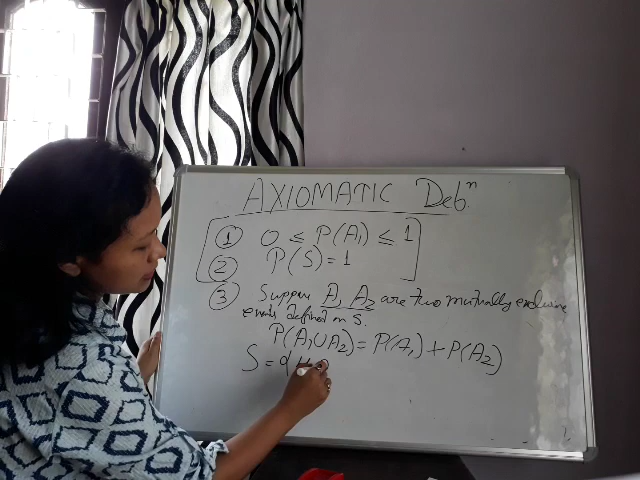 AXIOMATIC Defⁿ
① 0 ≤ P(A₁) ≤ 1
② P(S) = 1
③ Suppose A₁, A₂ are two mutually exclusive
events defined on S.
P(A₁∪A₂) = P(A₁) + P(A₂)
S = {H